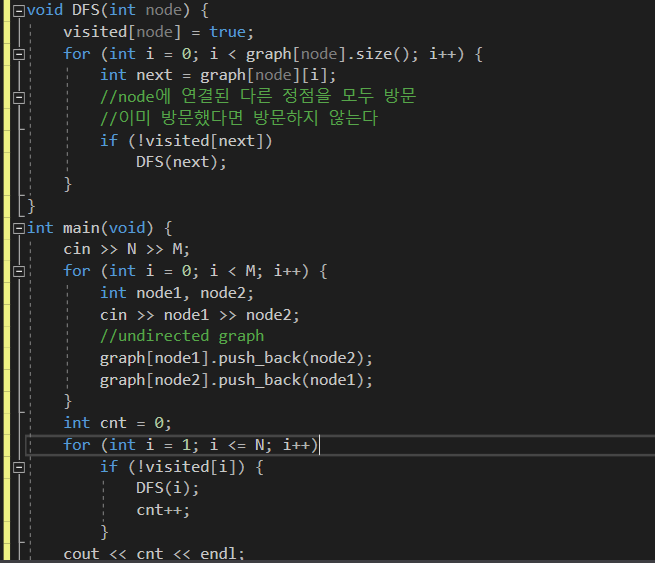 void DFS(int node) {
    visited[node] = true;
    for (int i = 0; i < graph[node].size(); i++) {
        int next = graph[node][i];
        //node에 연결된 다른 정점을 모두 방문
        //이미 방문했다면 방문하지 않는다
        if (!visited[next])
            DFS(next);
    }
}
int main(void) {
    cin >> N >> M;
    for (int i = 0; i < M; i++) {
        int node1, node2;
        cin >> node1 >> node2;
        //undirected graph
        graph[node1].push_back(node2);
        graph[node2].push_back(node1);
    }
    int cnt = 0;
    for (int i = 1; i <= N; i++)
        if (!visited[i]) {
            DFS(i);
            cnt++;
        }
    cout << cnt << endl;